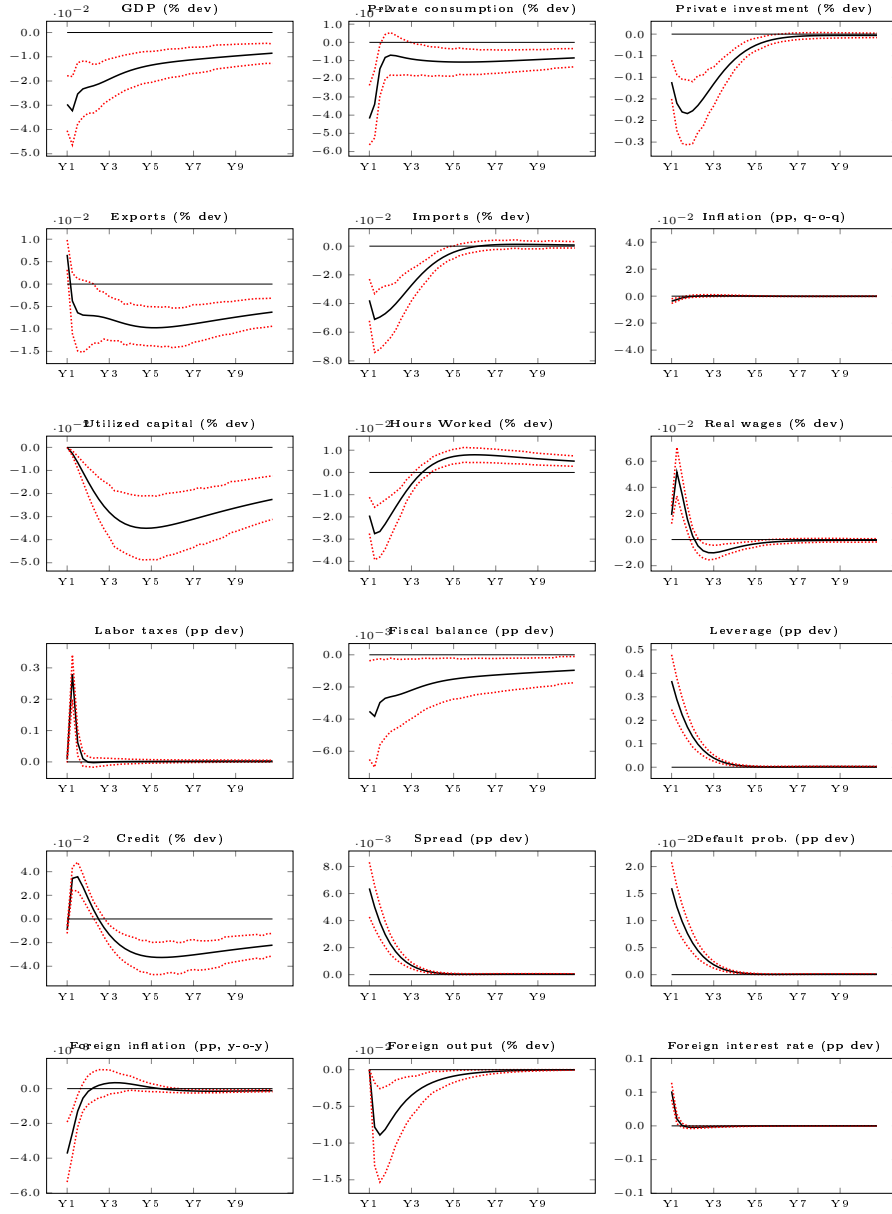 GDP (% dev) Private consumption (% dev) Private investment (% dev)
·10⁻² ·10⁻²
0.0 −1.0 −2.0 −3.0 −4.0 −5.0
1.0 0.0 −1.0 −2.0 −3.0 −4.0 −5.0 −6.0
0.0 −0.1 −0.1 −0.2 −0.2 −0.3
Y1 Y3 Y5 Y7 Y9 Y1 Y3 Y5 Y7 Y9 Y1 Y3 Y5 Y7 Y9
Exports (% dev) Imports (% dev) Inflation (pp, q-o-q)
·10⁻² ·10⁻² ·10⁻²
1.0 0.5 0.0 −0.5 −1.0 −1.5
0.0 −2.0 −4.0 −6.0 −8.0
4.0 2.0 0.0 −2.0 −4.0
Y1 Y3 Y5 Y7 Y9 Y1 Y3 Y5 Y7 Y9 Y1 Y3 Y5 Y7 Y9
Utilized capital (% dev) Hours Worked (% dev) Real wages (% dev)
·10⁻² ·10⁻²
0.0 −1.0 −2.0 −3.0 −4.0 −5.0
1.0 0.0 −1.0 −2.0 −3.0 −4.0
6.0 4.0 2.0 0.0 −2.0
Y1 Y3 Y5 Y7 Y9 Y1 Y3 Y5 Y7 Y9 Y1 Y3 Y5 Y7 Y9
Labor taxes (pp dev) Fiscal balance (pp dev) Leverage (pp dev)
·10⁻³
0.3 0.2 0.1 0.0
0.0 −2.0 −4.0 −6.0
0.5 0.4 0.3 0.2 0.1 0.0
Y1 Y3 Y5 Y7 Y9 Y1 Y3 Y5 Y7 Y9 Y1 Y3 Y5 Y7 Y9
Credit (% dev) Spread (pp dev) Default prob. (pp dev)
·10⁻² ·10⁻³ ·10⁻²
4.0 2.0 0.0 −2.0 −4.0
8.0 6.0 4.0 2.0 0.0
2.0 1.5 1.0 0.5 0.0
Y1 Y3 Y5 Y7 Y9 Y1 Y3 Y5 Y7 Y9 Y1 Y3 Y5 Y7 Y9
Foreign inflation (pp, y-o-y) Foreign output (% dev) Foreign interest rate (pp dev)
·10⁻²
0.0 −2.0 −4.0 −6.0
0.0 −0.5 −1.0 −1.5
0.1 0.1 0.0 −0.1 −0.1
Y1 Y3 Y5 Y7 Y9 Y1 Y3 Y5 Y7 Y9 Y1 Y3 Y5 Y7 Y9